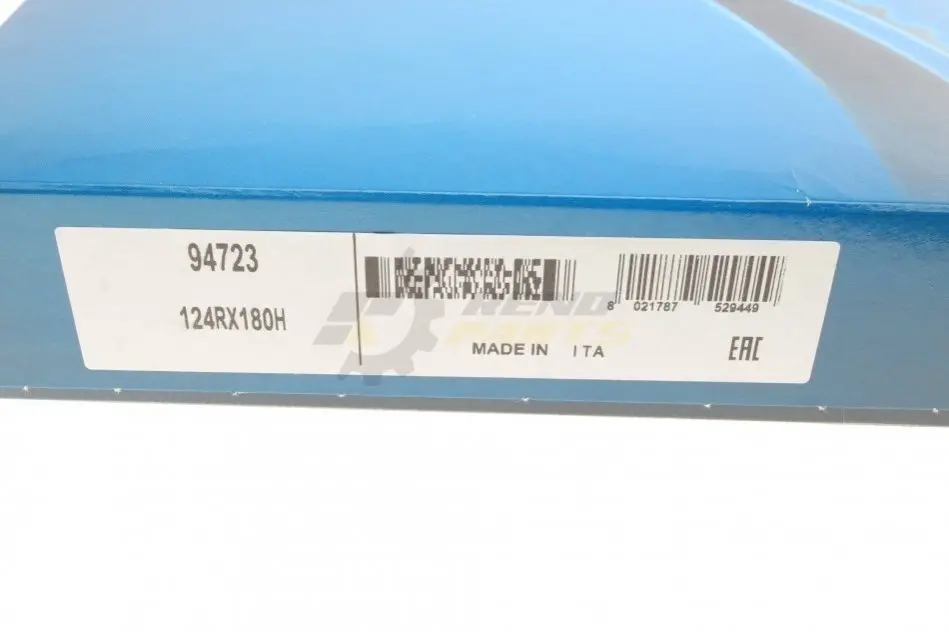 94723
124RX180H
8 021787 529449
MADE IN ITA
EAC
RENO
PARTS